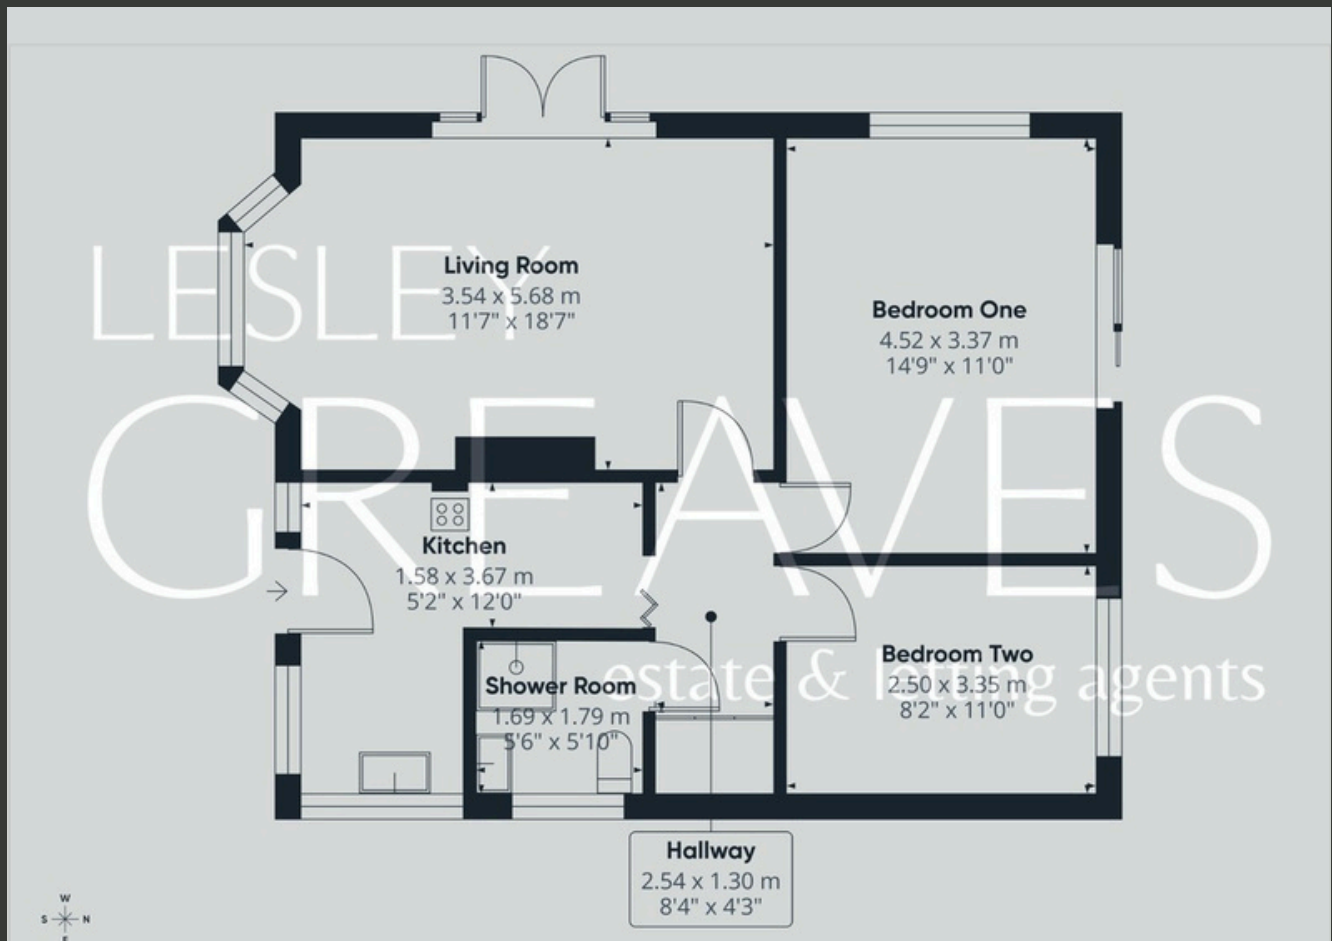 LESLEY
GREAVES
estate & letting agents
Living Room
3.54 x 5.68 m
11'7" x 18'7"
Bedroom One
4.52 x 3.37 m
14'9" x 11'0"
Kitchen
1.58 x 3.67 m
5'2" x 12'0"
Shower Room
1.69 x 1.79 m
5'6" x 5'10"
Bedroom Two
2.50 x 3.35 m
8'2" x 11'0"
Hallway
2.54 x 1.30 m
8'4" x 4'3"
W
S N
E